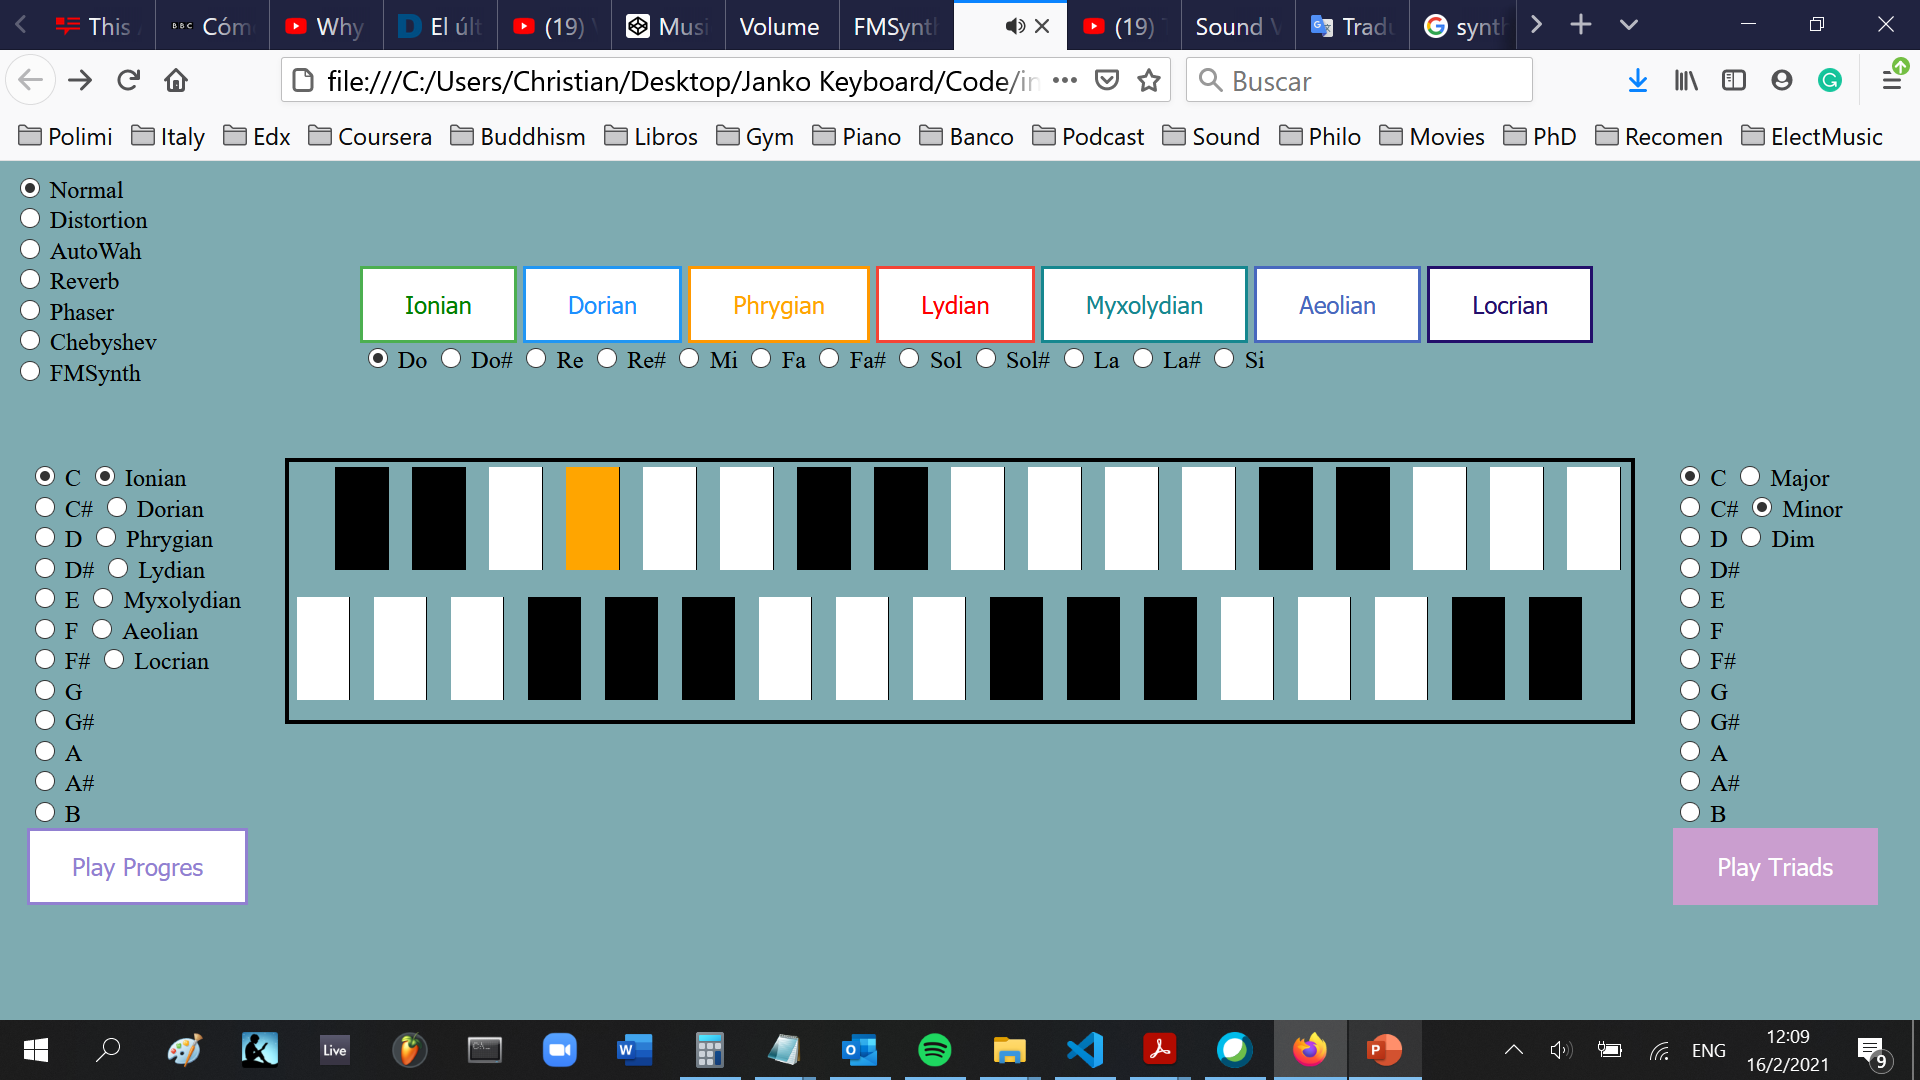 This
BBC Cóm
Why
El últ
(19)
Musi
Volume
FMSynt
(19)
Sound V
Tradu
synth
file:///C:/Users/Christian/Desktop/Janko Keyboard/Code/in
Buscar
Polimi Italy Edx Coursera Buddhism Libros Gym Piano Banco Podcast Sound Philo Movies PhD Recomen ElectMusic
Normal
Distortion
AutoWah
Reverb
Phaser
Chebyshev
FMSynth
Ionian Dorian Phrygian Lydian Myxolydian Aeolian Locrian
Do Do# Re Re# Mi Fa Fa# Sol Sol# La La# Si
C Ionian
C# Dorian
D Phrygian
D# Lydian
E Myxolydian
F Aeolian
F# Locrian
G
G#
A
A#
B
Play Progres
C Major
C# Minor
D Dim
D#
E
F
F#
G
G#
A
A#
B
Play Triads
Live
ENG
12:09
16/2/2021
9